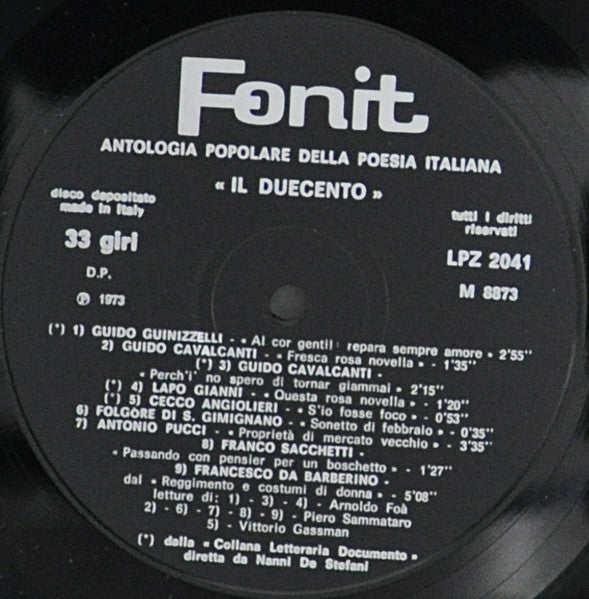 Fonit
ANTOLOGIA POPOLARE DELLA POESIA ITALIANA
« IL DUECENTO »
disco depositato
made in Italy
33 giri
D.P.
℗ 1973
tutti i diritti
riservati
LPZ 2041
M 8873
(*) 1) GUIDO GUINIZZELLI - « Al cor gentil repara sempre amore » 2'55"
2) GUIDO CAVALCANTI - « Fresca rosa novella » - 1'35"
(*) 3) GUIDO CAVALCANTI -
« Perch'i' no spero di tornar giammai » 2'15"
(*) 4) LAPO GIANNI - « Questa rosa novella » - 1'20"
(*) 5) CECCO ANGIOLIERI - « S'io fosse foco » - 0'53"
6) FOLGORE DI S. GIMIGNANO - « Sonetto di febbraio » - 0'35"
7) ANTONIO PUCCI - « Proprietà di mercato vecchio » - 3'35"
8) FRANCO SACCHETTI -
« Passando con pensier per un boschetto » - 1'27"
9) FRANCESCO DA BARBERINO -
dal « Reggimento e costumi di donna » - 5'08"
letture di: 1) - 3) - 4) - Arnoldo Foà
2) - 6) - 7) - 8) - 9) - Piero Sammataro
5) - Vittorio Gassman
(*) dalla « Collana Letteraria Documento »
diretta da Nanni De Stefani